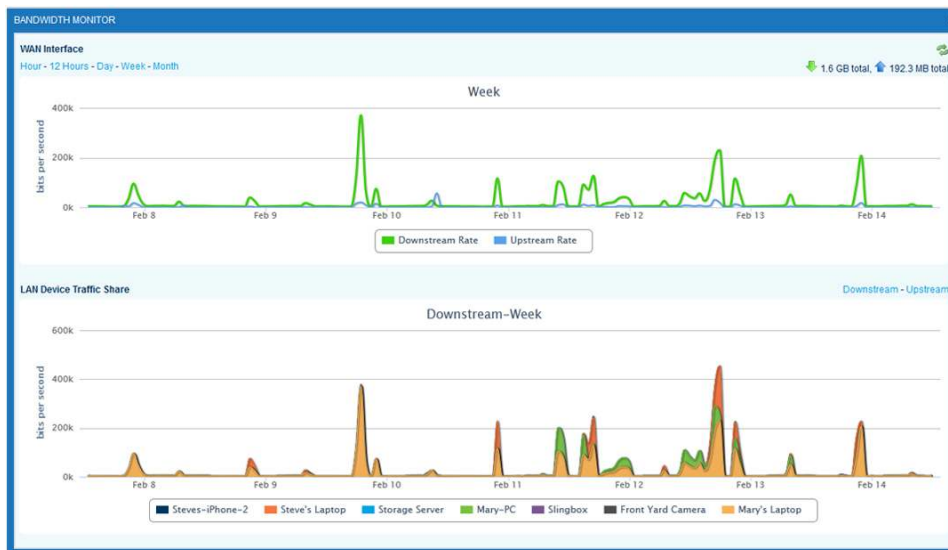 BANDWIDTH MONITOR
WAN Interface
Hour - 12 Hours - Day - Week - Month
1.6 GB total, 192.3 MB total
Week
400k
200k
0k
bits per second
Feb 8 Feb 9 Feb 10 Feb 11 Feb 12 Feb 13 Feb 14
Downstream Rate Upstream Rate
LAN Device Traffic Share
Downstream - Upstream
Downstream-Week
600k
400k
200k
0k
bits per second
Feb 8 Feb 9 Feb 10 Feb 11 Feb 12 Feb 13 Feb 14
Steves-iPhone-2 Steve's Laptop Storage Server Mary-PC Slingbox Front Yard Camera Mary's Laptop